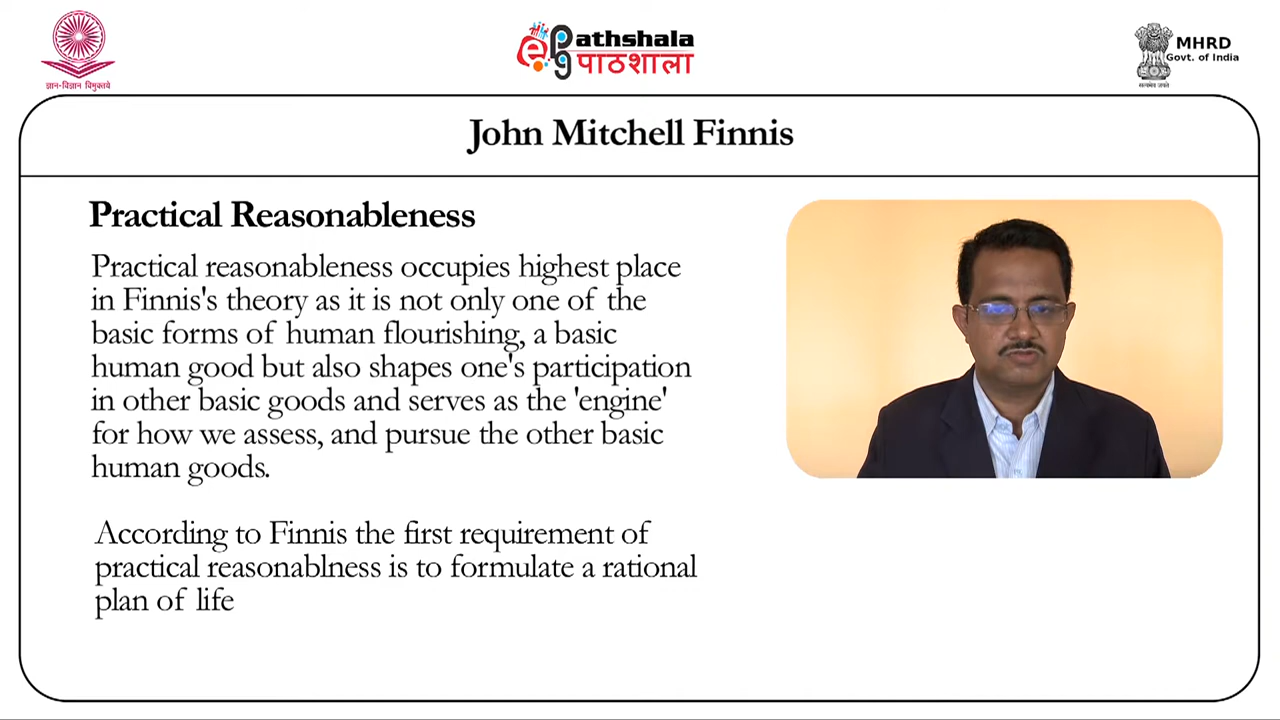 ज्ञान-विज्ञान विमुक्तये
ePathshala
पाठशाला
MHRD
Govt. of India
सत्यमेव जयते
John Mitchell Finnis
Practical Reasonableness
Practical reasonableness occupies highest place
in Finnis's theory as it is not only one of the
basic forms of human flourishing, a basic
human good but also shapes one's participation
in other basic goods and serves as the 'engine'
for how we assess, and pursue the other basic
human goods.
According to Finnis the first requirement of
practical reasonablness is to formulate a rational
plan of life